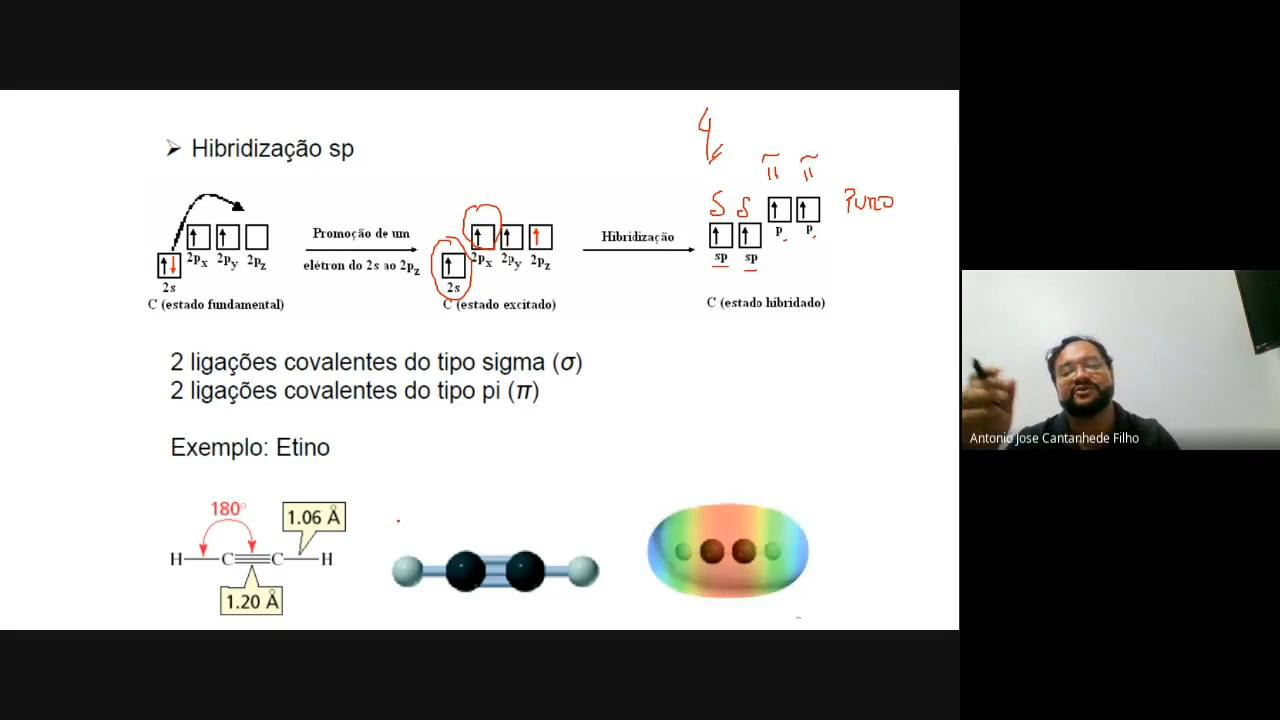 ➤ Hibridização sp
4
π π
S S
PURO
2px 2py 2pz
2s
C (estado fundamental)
Promoção de um
elétron do 2s ao 2pz
2px 2py 2pz
2s
C (estado excitado)
Hibridização
p p
sp sp
C (estado hibridado)
2 ligações covalentes do tipo sigma (σ)
2 ligações covalentes do tipo pi (π)
Exemplo: Etino
180°
1.06 Å
H C C H
1.20 Å
Antonio Jose Cantanhede Filho